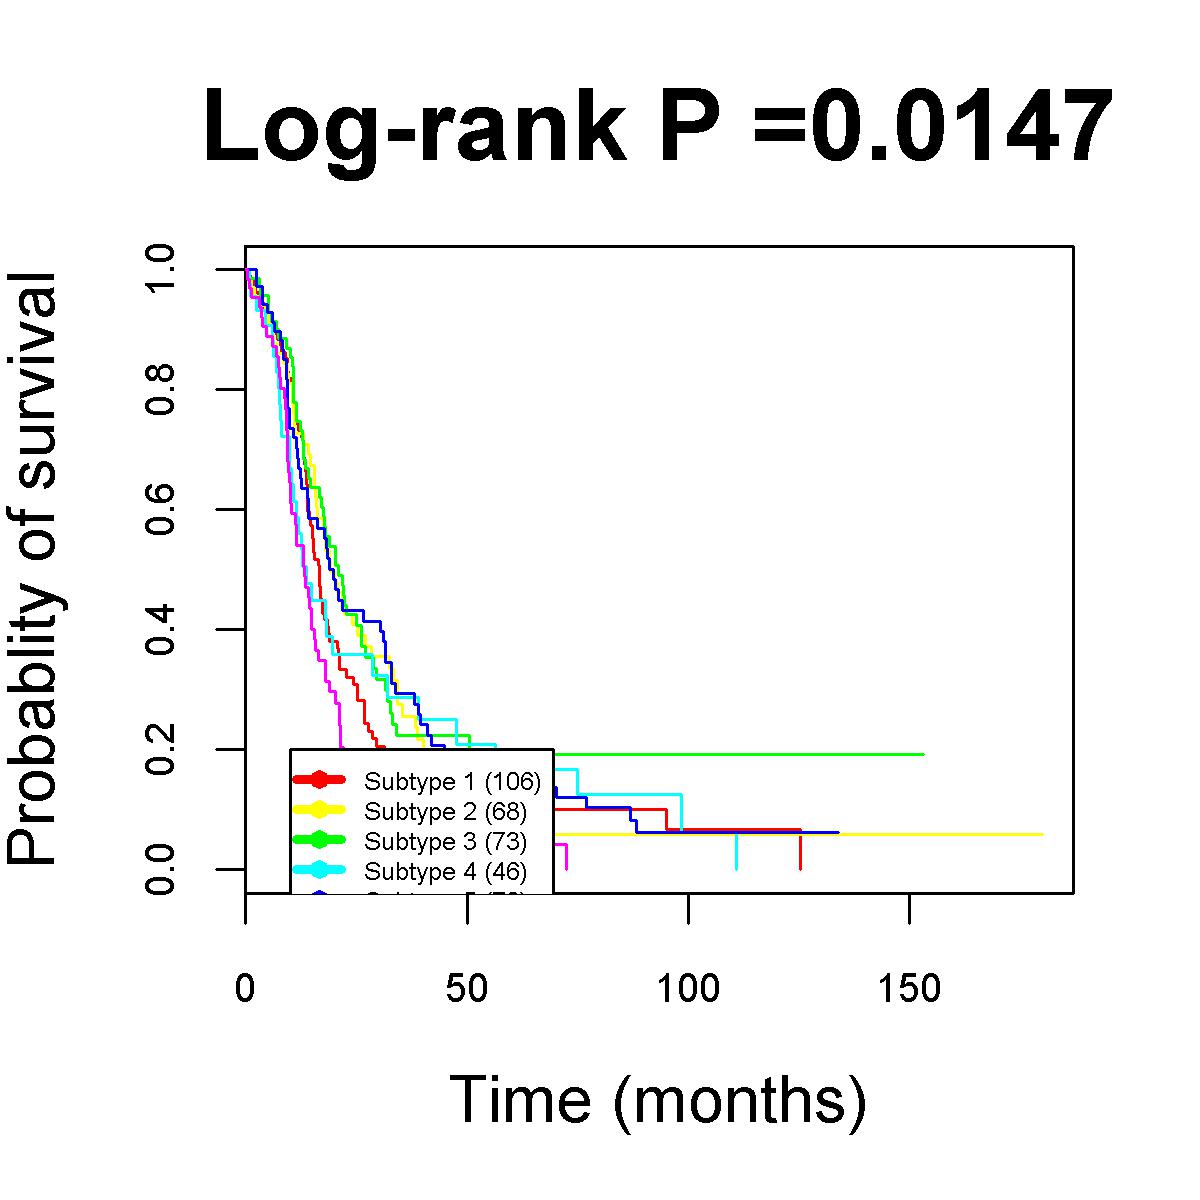 Log-rank P =0.0147
Probablity of survival
1.0
0.8
0.6
0.4
0.2
0.0
Subtype 1 (106)
Subtype 2 (68)
Subtype 3 (73)
Subtype 4 (46)
0
50
100
150
Time (months)